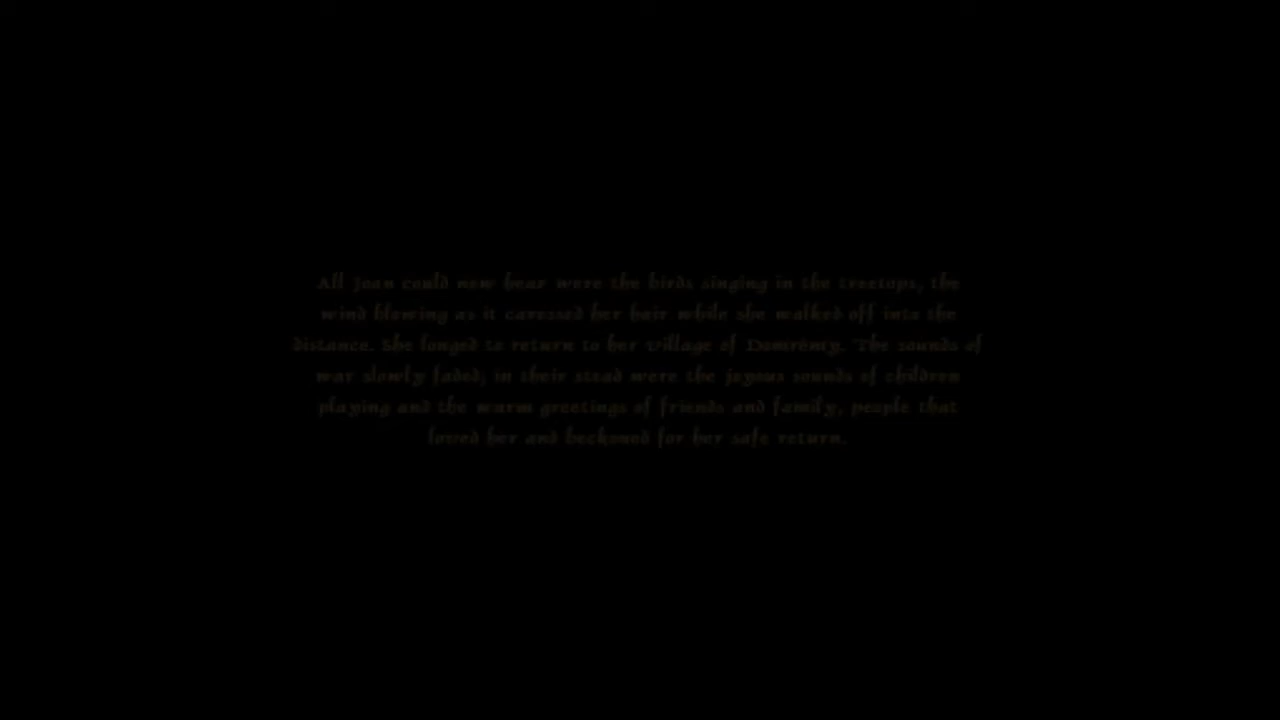 All Joan could now hear were the birds singing in the treetops, the
wind blowing as it caressed her hair while she walked off into the
distance. She longed to return to her village of Domrémy. The sounds of
war slowly faded; in their stead were the joyous sounds of children
playing and the warm greetings of friends and family, people that
loved her and beckoned for her safe return.